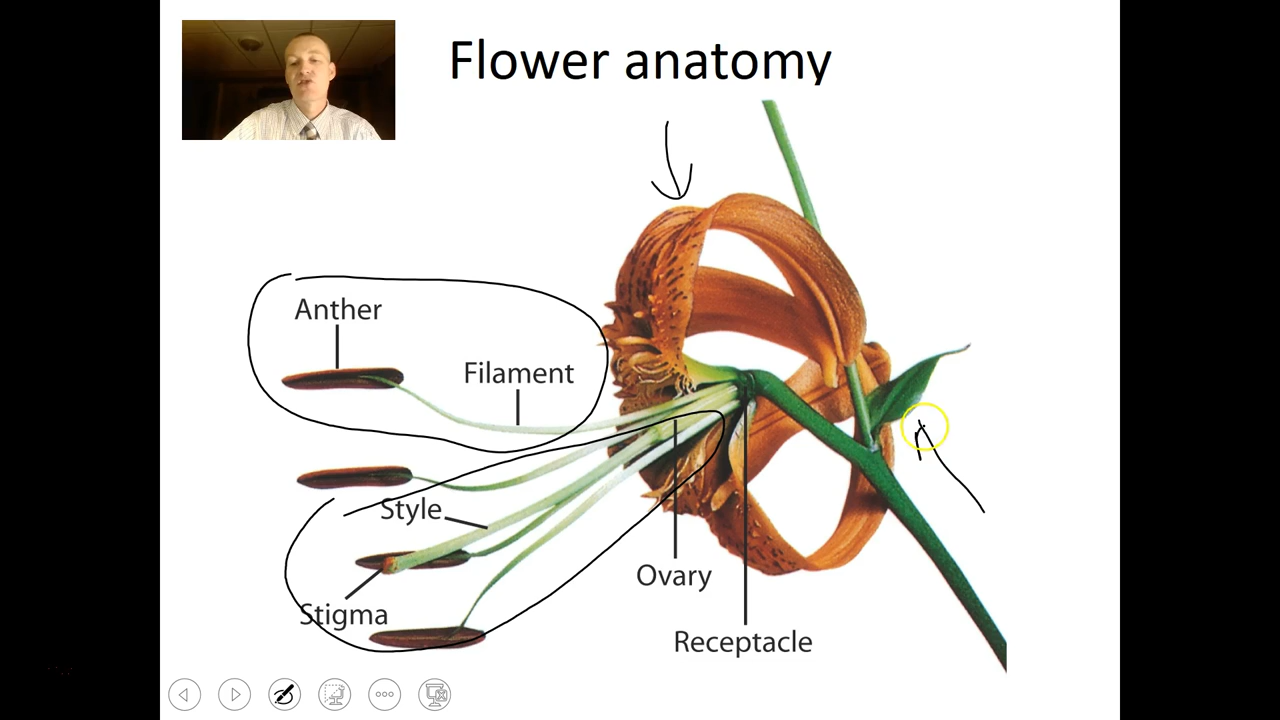 Flower anatomy
Anther
Filament
Style
Stigma
Ovary
Receptacle